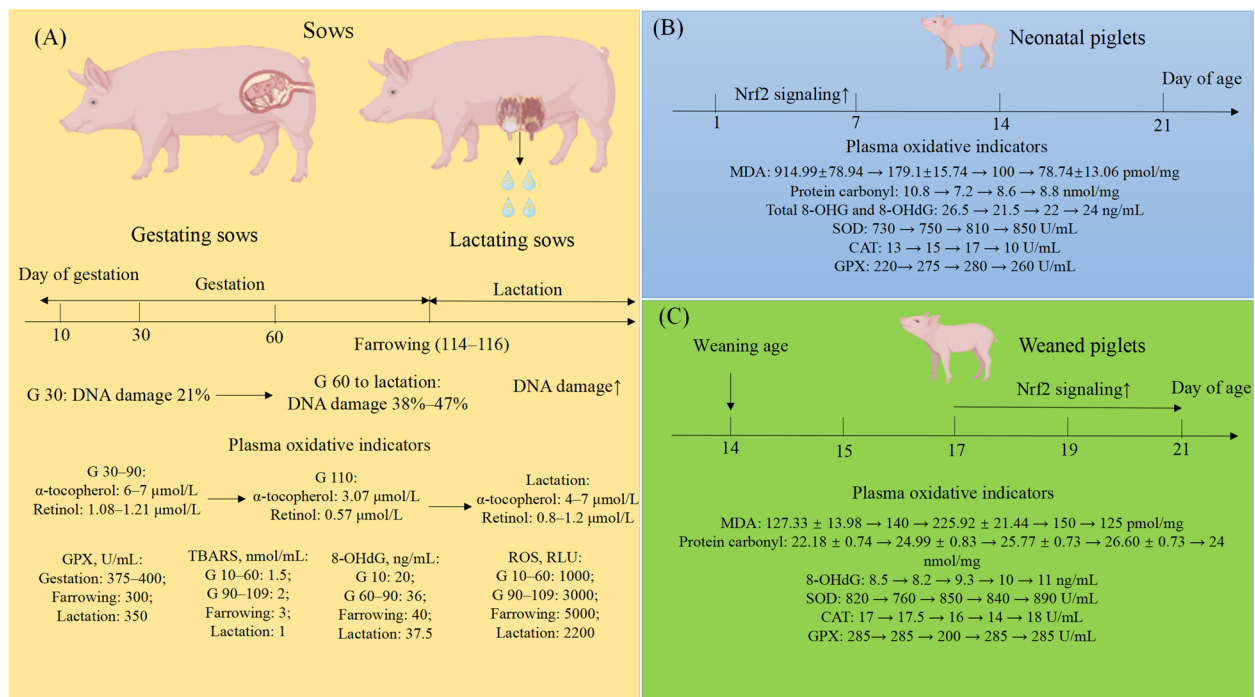 (A)
Sows
Gestating sows
Lactating sows
Day of gestation
Gestation
Lactation
10
30
60
Farrowing (114–116)
G 30: DNA damage 21%
G 60 to lactation:
DNA damage 38%–47%
DNA damage↑
Plasma oxidative indicators
G 30–90:
α-tocopherol: 6–7 μmol/L
Retinol: 1.08–1.21 μmol/L
G 110:
α-tocopherol: 3.07 μmol/L
Retinol: 0.57 μmol/L
Lactation:
α-tocopherol: 4–7 μmol/L
Retinol: 0.8–1.2 μmol/L
GPX, U/mL:
Gestation: 375–400;
Farrowing: 300;
Lactation: 350
TBARS, nmol/mL:
G 10–60: 1.5;
G 90–109: 2;
Farrowing: 3;
Lactation: 1
8-OHdG, ng/mL:
G 10: 20;
G 60–90: 36;
Farrowing: 40;
Lactation: 37.5
ROS, RLU:
G 10–60: 1000;
G 90–109: 3000;
Farrowing: 5000;
Lactation: 2200
(B)
Neonatal piglets
Day of age
Nrf2 signaling↑
1
7
14
21
Plasma oxidative indicators
MDA: 914.99±78.94 → 179.1±15.74 → 100 → 78.74±13.06 pmol/mg
Protein carbonyl: 10.8 → 7.2 → 8.6 → 8.8 nmol/mg
Total 8-OHG and 8-OHdG: 26.5 → 21.5 → 22 → 24 ng/mL
SOD: 730 → 750 → 810 → 850 U/mL
CAT: 13 → 15 → 17 → 10 U/mL
GPX: 220→ 275 → 280 → 260 U/mL
(C)
Weaned piglets
Weaning age
Nrf2 signaling↑
Day of age
14
15
17
19
21
Plasma oxidative indicators
MDA: 127.33 ± 13.98 → 140 → 225.92 ± 21.44 → 150 → 125 pmol/mg
Protein carbonyl: 22.18 ± 0.74 → 24.99 ± 0.83 → 25.77 ± 0.73 → 26.60 ± 0.73 → 24
nmol/mg
8-OHdG: 8.5 → 8.2 → 9.3 → 10 → 11 ng/mL
SOD: 820 → 760 → 850 → 840 → 890 U/mL
CAT: 17 → 17.5 → 16 → 14 → 18 U/mL
GPX: 285→ 285 → 200 → 285 → 285 U/mL